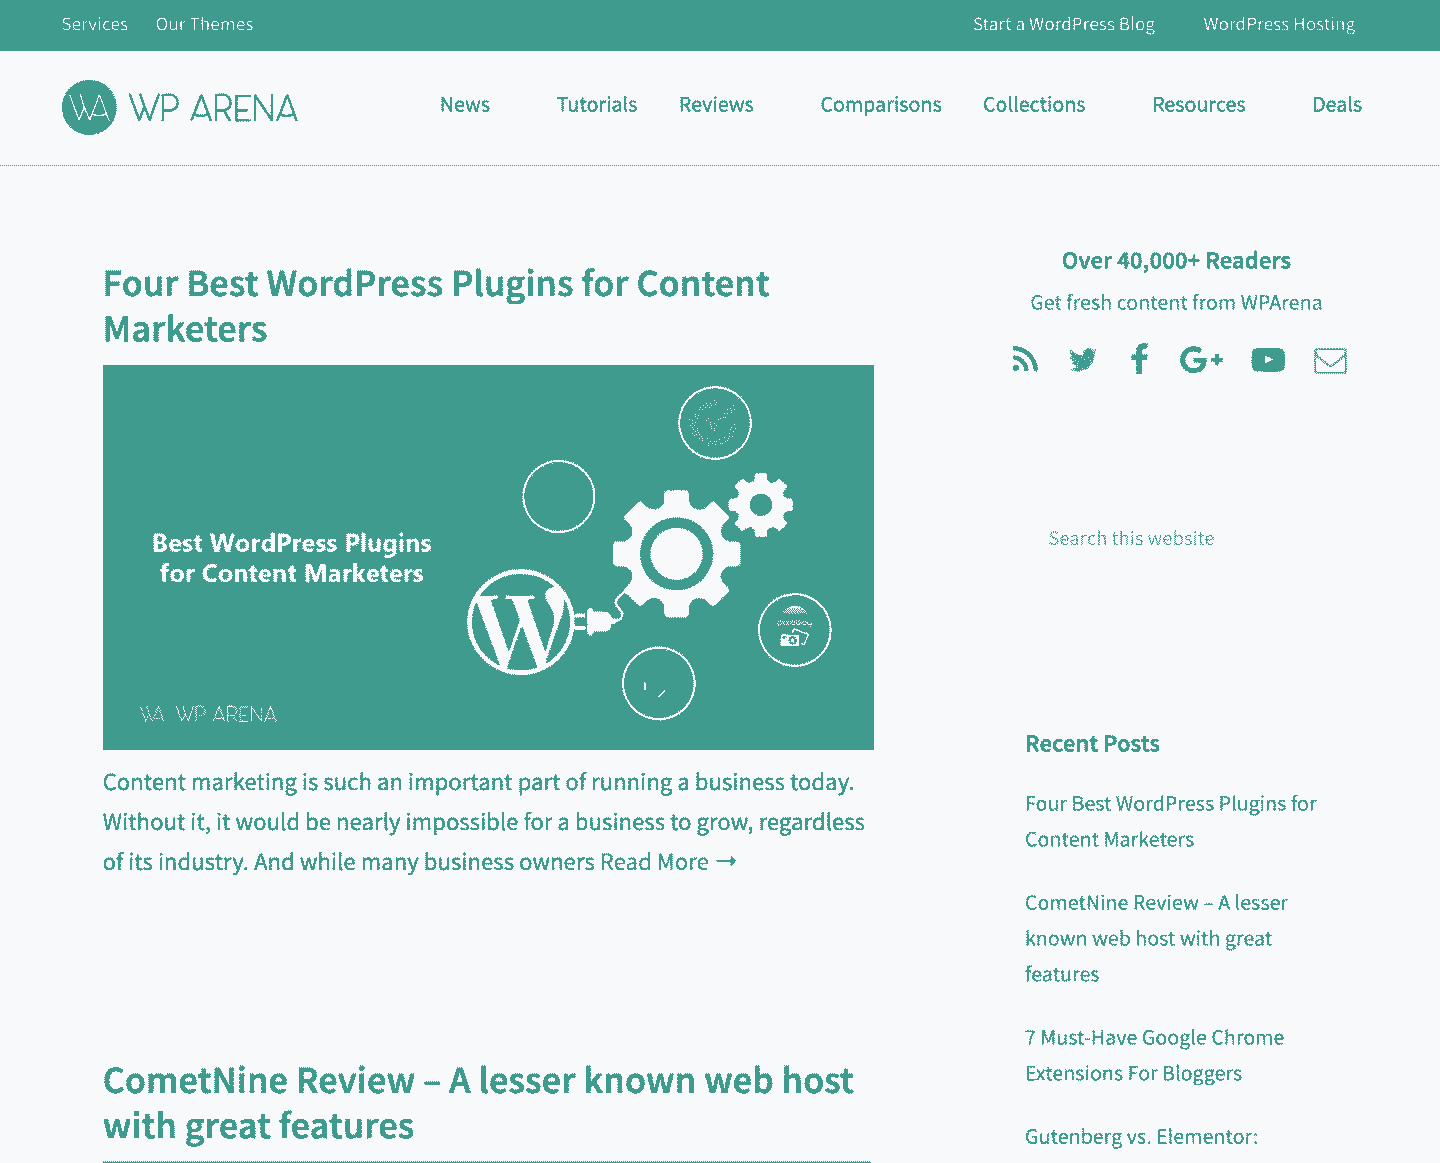 Services Our Themes Start a WordPress Blog WordPress Hosting
WA WP ARENA News Tutorials Reviews Comparisons Collections Resources Deals
Four Best WordPress Plugins for Content
Marketers
Best WordPress Plugins
for Content Marketers
WA WP ARENA
Content marketing is such an important part of running a business today.
Without it, it would be nearly impossible for a business to grow, regardless
of its industry. And while many business owners Read More →
CometNine Review – A lesser known web host
with great features
Over 40,000+ Readers
Get fresh content from WPArena
Search this website
Recent Posts
Four Best WordPress Plugins for
Content Marketers
CometNine Review – A lesser
known web host with great
features
7 Must-Have Google Chrome
Extensions For Bloggers
Gutenberg vs. Elementor: